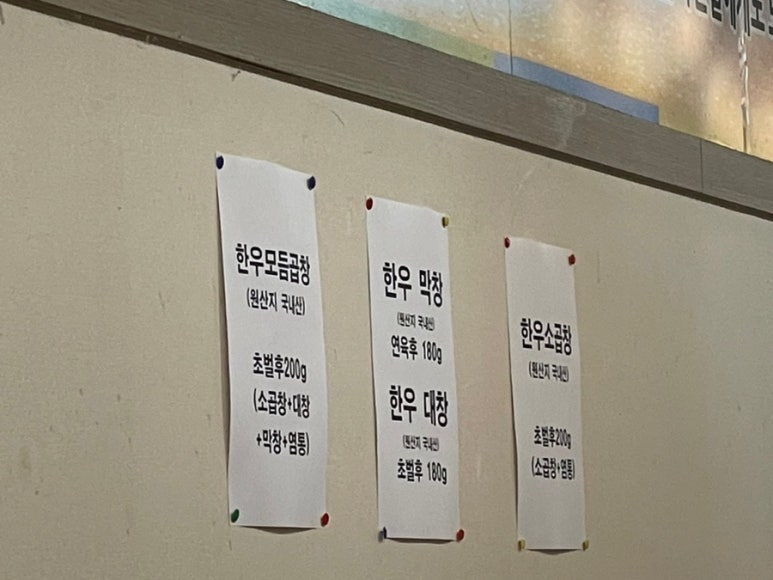 한우모듬곱창
(원산지 국내산)
초벌후200g
(소곱창+대창
+막창+염통)
한우 막창
(원산지 국내산)
연육후 180g
한우 대창
(원산지 국내산)
초벌후 180g
한우소곱창
(원산지 국내산)
초벌후200g
(소곱창+염통)